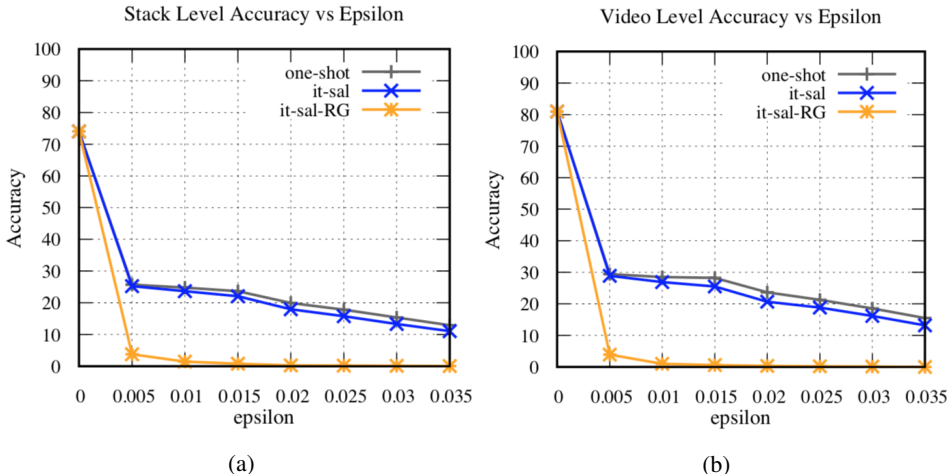 Stack Level Accuracy vs Epsilon
100
90
80
70
60
50
40
30
20
10
0
Accuracy
one-shot
it-sal
it-sal-RG
0 0.005 0.01 0.015 0.02 0.025 0.03 0.035
epsilon
(a)
Video Level Accuracy vs Epsilon
100
90
80
70
60
50
40
30
20
10
0
Accuracy
one-shot
it-sal
it-sal-RG
0 0.005 0.01 0.015 0.02 0.025 0.03 0.035
epsilon
(b)